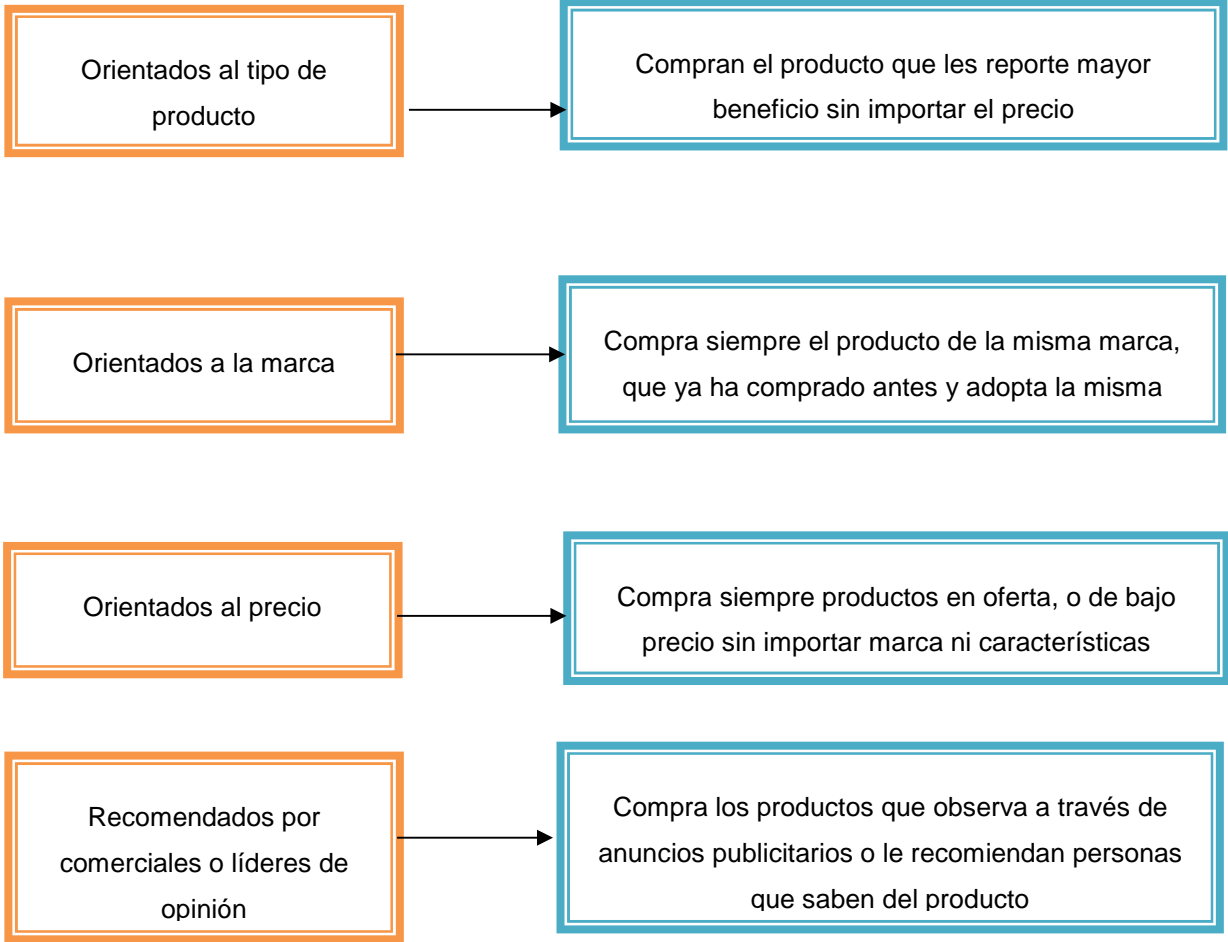 Orientados al tipo de
producto
Compran el producto que les reporte mayor
beneficio sin importar el precio
Orientados a la marca
Compra siempre el producto de la misma marca,
que ya ha comprado antes y adopta la misma
Orientados al precio
Compra siempre productos en oferta, o de bajo
precio sin importar marca ni características
Recomendados por
comerciales o líderes de
opinión
Compra los productos que observa a través de
anuncios publicitarios o le recomiendan personas
que saben del producto